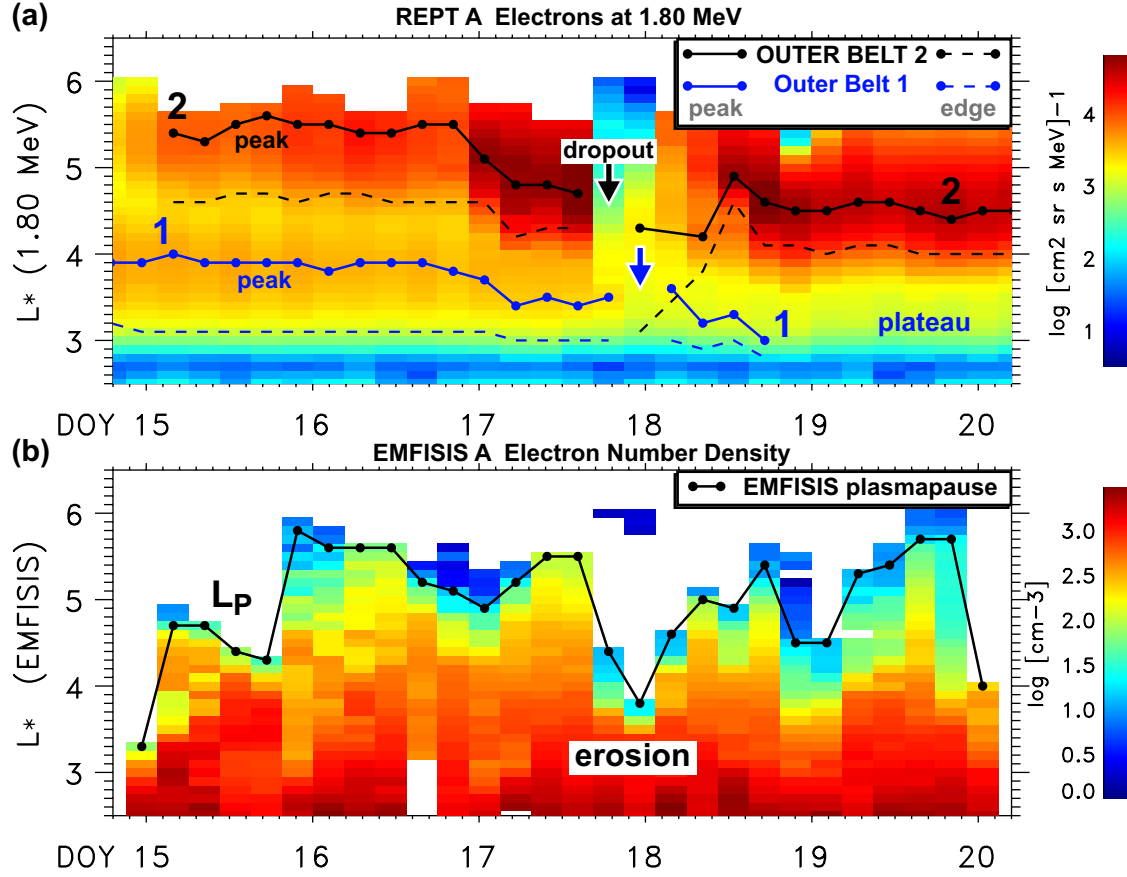 (a)
REPT A Electrons at 1.80 MeV
OUTER BELT 2
Outer Belt 1
peak
edge
2
peak
dropout
1
peak
2
1
plateau
L* (1.80 MeV)
6
5
4
3
log [cm2 sr s MeV]-1
4
3
2
1
DOY 15 16 17 18 19 20
(b)
EMFISIS A Electron Number Density
EMFISIS plasmapause
LP
erosion
L* (EMFISIS)
6
5
4
3
log [cm-3]
3.0
2.5
2.0
1.5
1.0
0.5
0.0
DOY 15 16 17 18 19 20